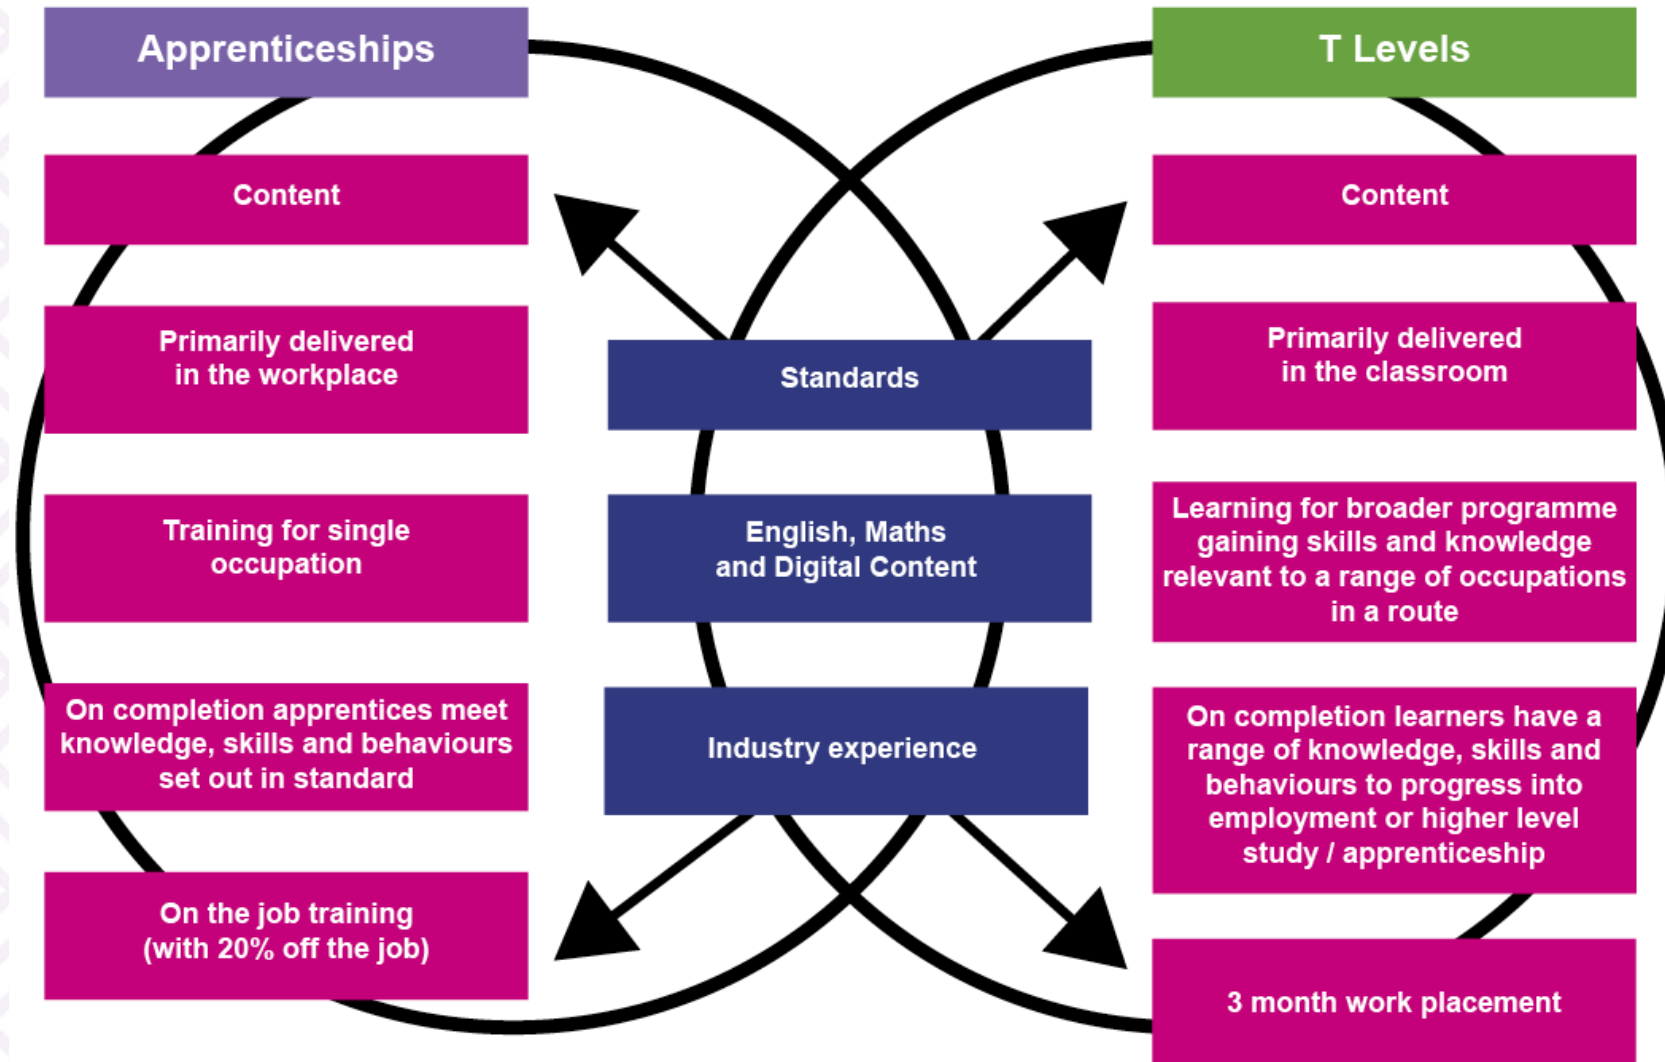 Apprenticeships
Content
Primarily delivered
in the workplace
Training for single
occupation
On completion apprentices meet
knowledge, skills and behaviours
set out in standard
On the job training
(with 20% off the job)
Standards
English, Maths
and Digital Content
Industry experience
T Levels
Content
Primarily delivered
in the classroom
Learning for broader programme
gaining skills and knowledge
relevant to a range of occupations
in a route
On completion learners have a
range of knowledge, skills and
behaviours to progress into
employment or higher level
study / apprenticeship
3 month work placement